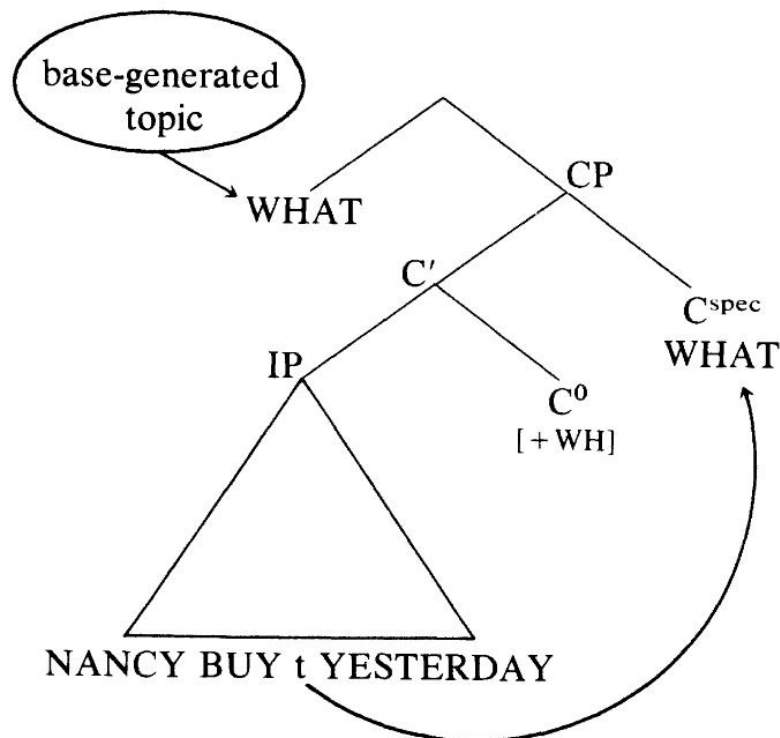 base-generated
topic
WHAT
CP
C′
C^spec
WHAT
IP
C^0
[+WH]
NANCY BUY t YESTERDAY